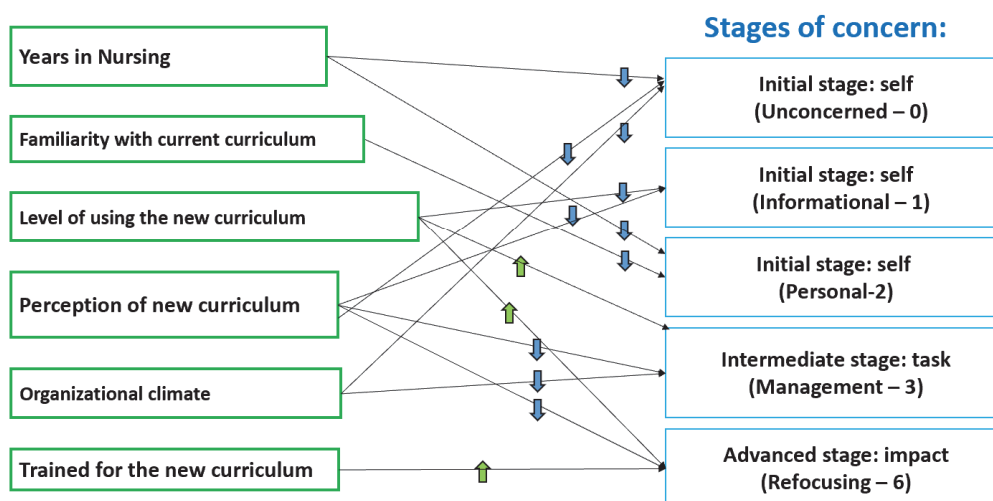 Stages of concern:
Years in Nursing
Familiarity with current curriculum
Level of using the new curriculum
Perception of new curriculum
Organizational climate
Trained for the new curriculum
Initial stage: self
(Unconcerned – 0)
Initial stage: self
(Informational – 1)
Initial stage: self
(Personal-2)
Intermediate stage: task
(Management – 3)
Advanced stage: impact
(Refocusing – 6)